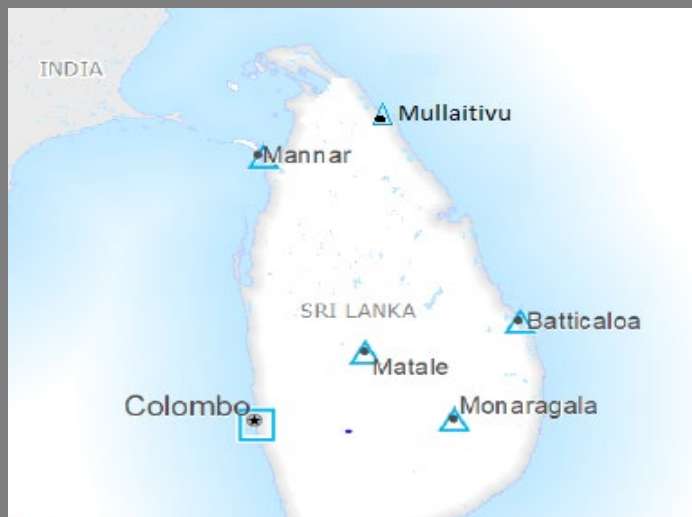 INDIA
Mullaitivu
Mannar
SRI LANKA
Batticaloa
Matale
Colombo
Monaragala